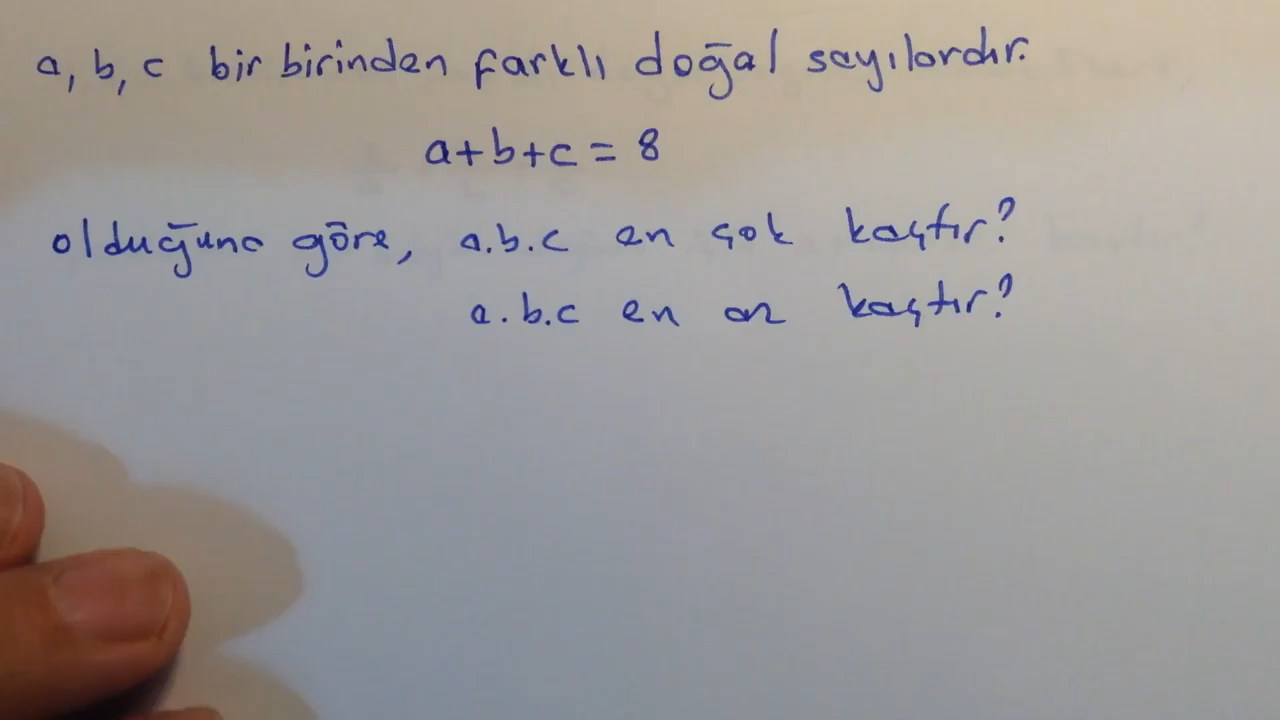 a, b, c bir birinden farklı doğal sayılardır.
a+b+c = 8
olduğuna göre, a.b.c en çok kaçtır?
a.b.c en az kaçtır?